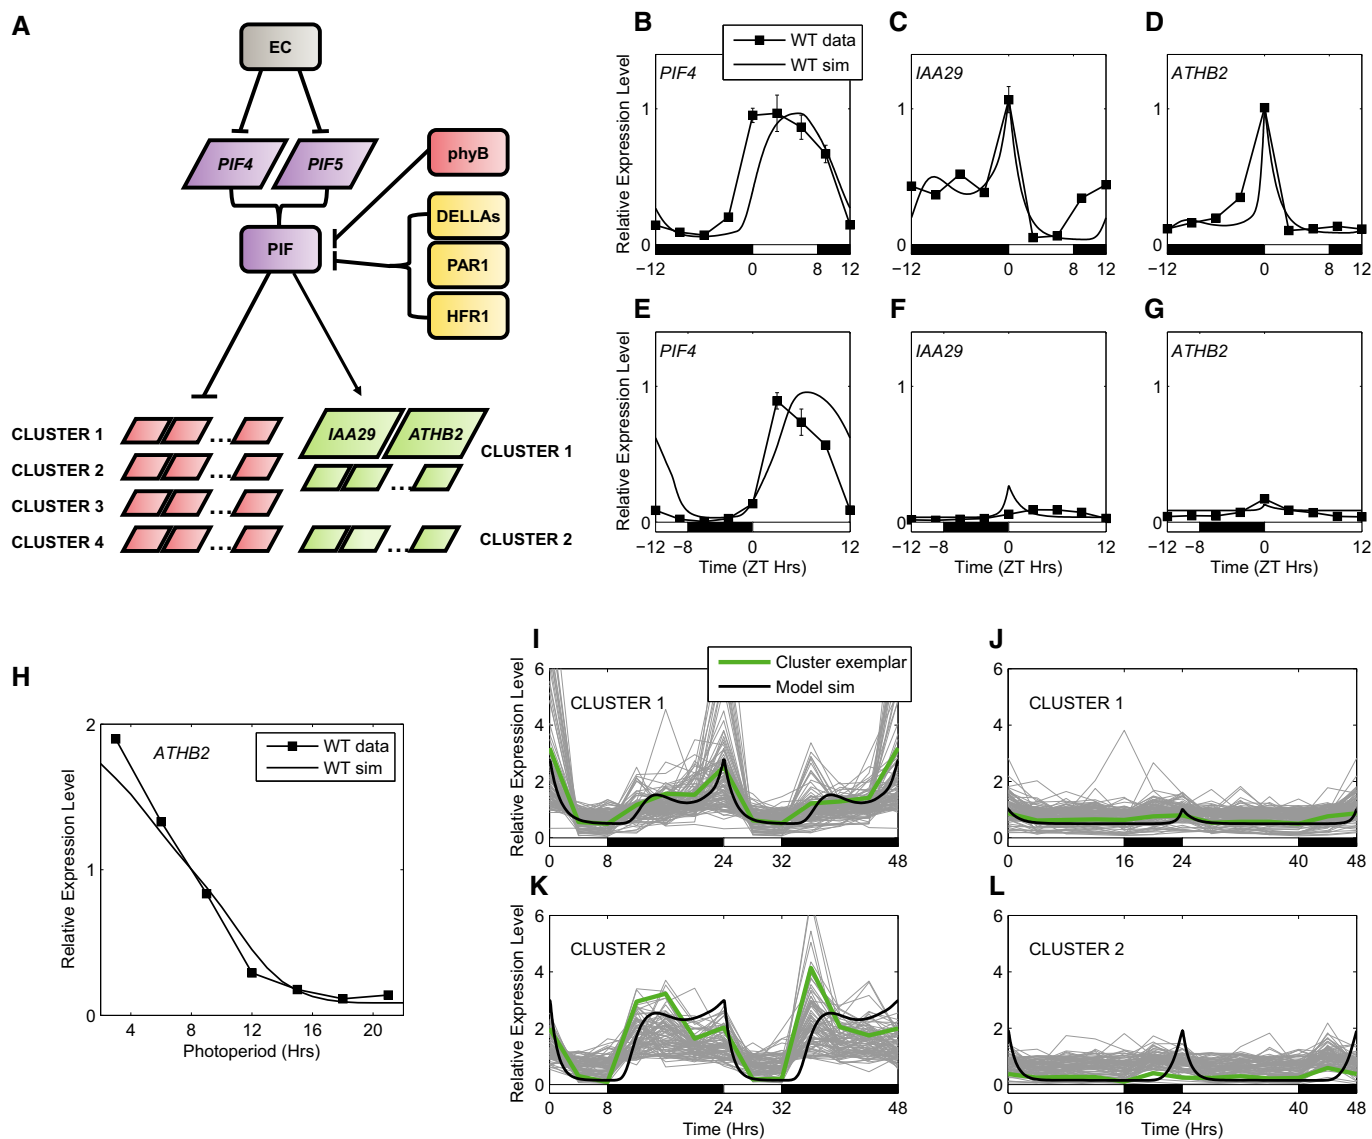 A
EC
PIF4
PIF5
phyB
DELLAs
PAR1
HFR1
PIF
CLUSTER 1
CLUSTER 2
CLUSTER 3
CLUSTER 4
...
...
...
...
IAA29
ATHB2
CLUSTER 1
...
...
CLUSTER 2
B
WT data
WT sim
PIF4
Relative Expression Level
1
0
−12 0 8 12
C
IAA29
1
0
−12 0 8 12
D
ATHB2
1
0
−12 0 8 12
E
PIF4
Relative Expression Level
1
0
−12 −8 0 12
Time (ZT Hrs)
F
IAA29
1
0
−12 −8 0 12
Time (ZT Hrs)
G
ATHB2
1
0
−12 −8 0 12
Time (ZT Hrs)
H
ATHB2
WT data
WT sim
Relative Expression Level
2
1
0
4 8 12 16 20
Photoperiod (Hrs)
I
Cluster exemplar
Model sim
CLUSTER 1
Relative Expression Level
6
4
2
0
0 8 24 32 48
J
CLUSTER 1
6
4
2
0
0 16 24 40 48
K
CLUSTER 2
Relative Expression Level
6
4
2
0
0 8 24 32 48
Time (Hrs)
L
CLUSTER 2
6
4
2
0
0 16 24 40 48
Time (Hrs)